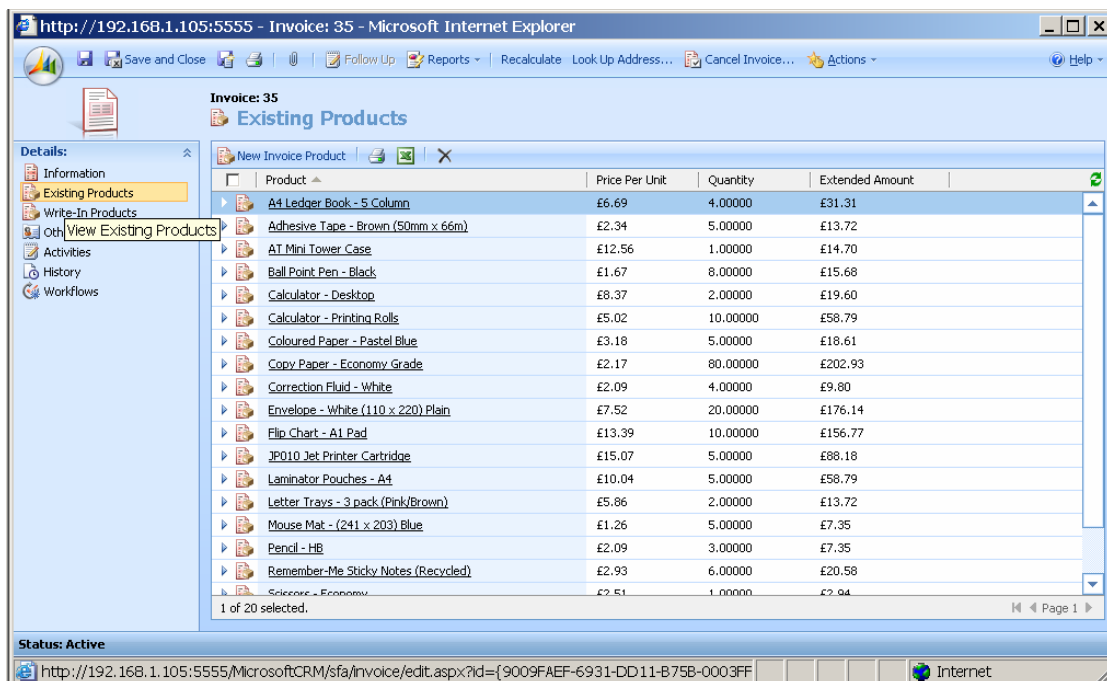 http://192.168.1.105:5555 - Invoice: 35 - Microsoft Internet Explorer
Save and Close Follow Up Reports Recalculate Look Up Address... Cancel Invoice... Actions Help
Invoice: 35
Existing Products
Details:
Information
Existing Products
Write-In Products
Oth
View Existing Products
Activities
History
Workflows
New Invoice Product
Product Price Per Unit Quantity Extended Amount
A4 Ledger Book - 5 Column £6.69 4.00000 £31.31
Adhesive Tape - Brown (50mm x 66m) £2.34 5.00000 £13.72
AT Mini Tower Case £12.56 1.00000 £14.70
Ball Point Pen - Black £1.67 8.00000 £15.68
Calculator - Desktop £8.37 2.00000 £19.60
Calculator - Printing Rolls £5.02 10.00000 £58.79
Coloured Paper - Pastel Blue £3.18 5.00000 £18.61
Copy Paper - Economy Grade £2.17 80.00000 £202.93
Correction Fluid - White £2.09 4.00000 £9.80
Envelope - White (110 x 220) Plain £7.52 20.00000 £176.14
Flip Chart - A1 Pad £13.39 10.00000 £156.77
JP010 Jet Printer Cartridge £15.07 5.00000 £88.18
Laminator Pouches - A4 £10.04 5.00000 £58.79
Letter Trays - 3 pack (Pink/Brown) £5.86 2.00000 £13.72
Mouse Mat - (241 x 203) Blue £1.26 5.00000 £7.35
Pencil - HB £2.09 3.00000 £7.35
Remember-Me Sticky Notes (Recycled) £2.93 6.00000 £20.58
Scissors - Economy £2.51 1.00000 £2.94
1 of 20 selected. Page 1
Status: Active
http://192.168.1.105:5555/MicrosoftCRM/sfa/invoice/edit.aspx?id={9009FAEF-6931-DD11-B75B-0003FF Internet